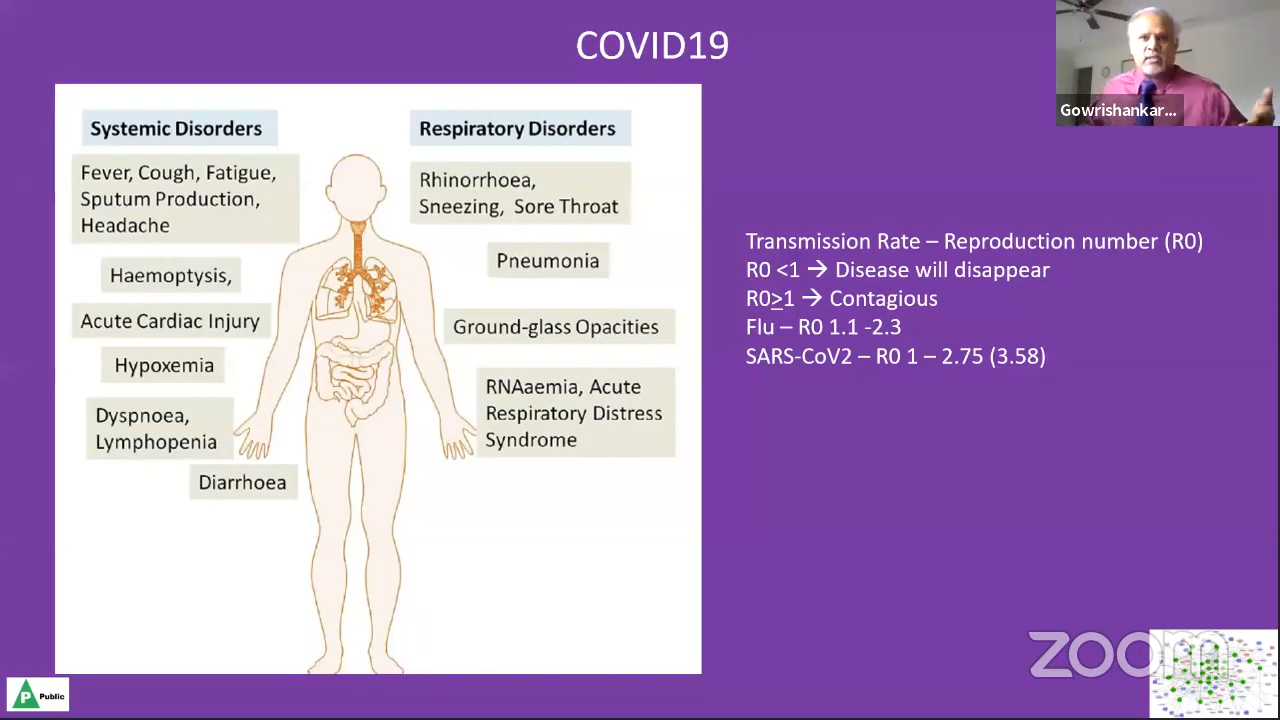 COVID19
Gowrishankar...
Systemic Disorders
Fever, Cough, Fatigue,
Sputum Production,
Headache
Haemoptysis,
Acute Cardiac Injury
Hypoxemia
Dyspnoea,
Lymphopenia
Diarrhoea
Respiratory Disorders
Rhinorrhoea,
Sneezing, Sore Throat
Pneumonia
Ground-glass Opacities
RNAaemia, Acute
Respiratory Distress
Syndrome
Transmission Rate – Reproduction number (R0)
R0 <1 → Disease will disappear
R0≥1 → Contagious
Flu – R0 1.1 -2.3
SARS-CoV2 – R0 1 – 2.75 (3.58)
zoom
P Public